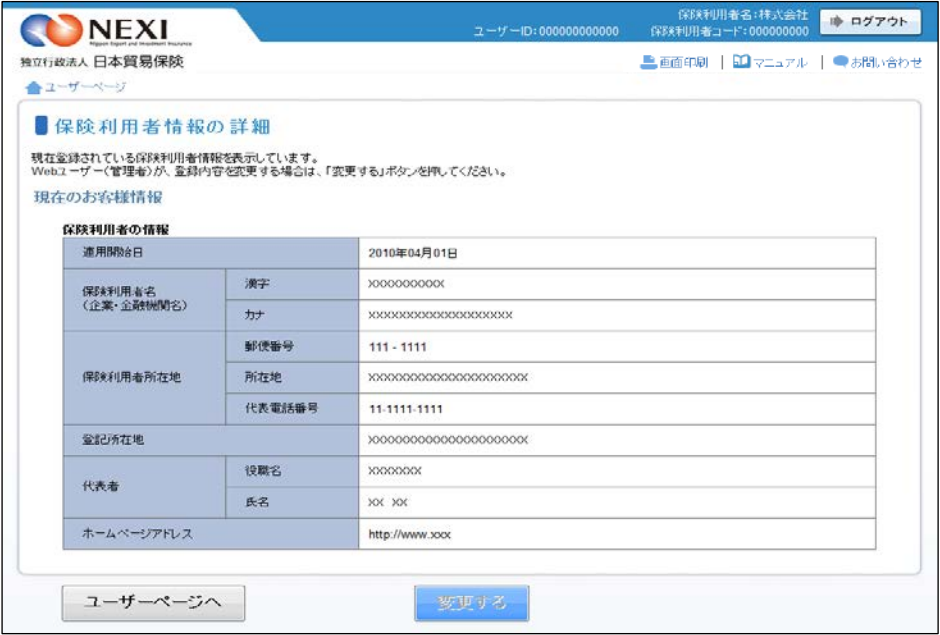 NEXI
Nippon Export and Investment Insurance
独立行政法人 日本貿易保険
ユーザーID:000000000000
保険利用者名:株式会社
保険利用者コード:000000000
ログアウト
画面印刷 | マニュアル | お問い合わせ
ユーザーページ
保険利用者情報の詳細
現在登録されている保険利用者情報を表示しています。
Webユーザー(管理者)が、登録内容を変更する場合は、「変更する」ボタンを押してください。
現在のお客様情報
保険利用者の情報
適用開始日 2010年04月01日
保険利用者名
(企業・金融機関名)
漢字 XXXXXXXXXX
カナ XXXXXXXXXXXXXXXXXXX
保険利用者所在地
郵便番号 111 - 1111
所在地 XXXXXXXXXXXXXXXXXXXXX
代表電話番号 11-1111-1111
登記所在地 XXXXXXXXXXXXXXXXXXXXX
代表者
役職名 XXXXXXX
氏名 XX XX
ホームページアドレス http://www.xxx
ユーザーページへ
変更する